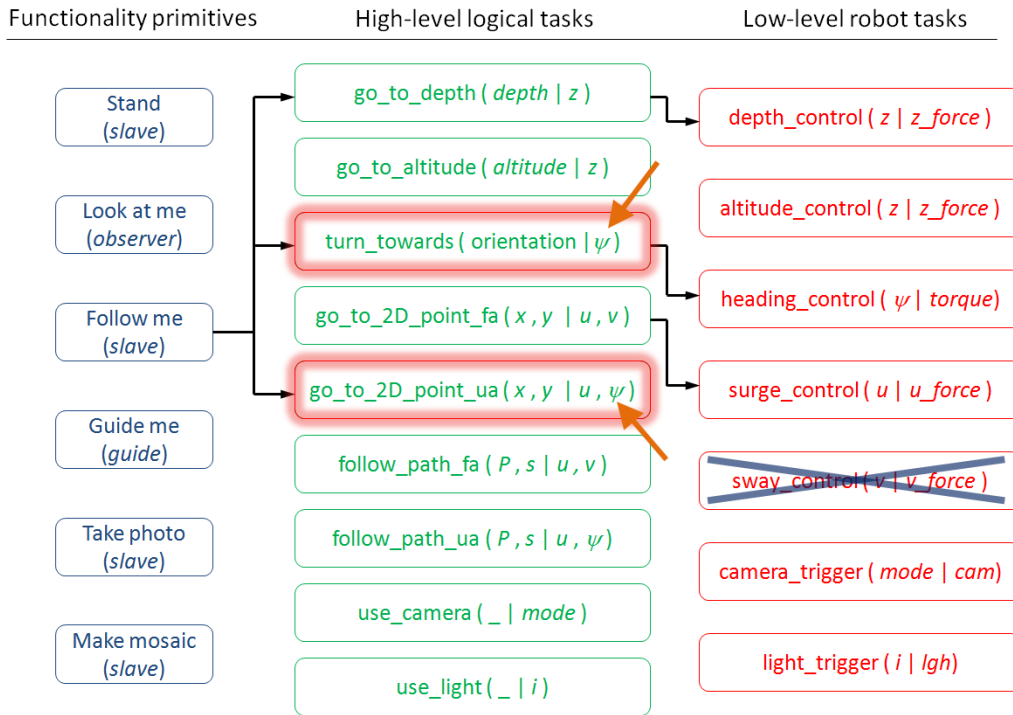 Functionality primitives
High-level logical tasks
Low-level robot tasks
Stand
(slave)
Look at me
(observer)
Follow me
(slave)
Guide me
(guide)
Take photo
(slave)
Make mosaic
(slave)
go_to_depth ( depth | z )
go_to_altitude ( altitude | z )
turn_towards ( orientation | ψ )
go_to_2D_point_fa ( x , y | u , v )
go_to_2D_point_ua ( x , y | u , ψ )
follow_path_fa ( P , s | u , v )
follow_path_ua ( P , s | u , ψ )
use_camera ( _ | mode )
use_light ( _ | i )
depth_control ( z | z_force )
altitude_control ( z | z_force )
heading_control ( ψ | torque)
surge_control ( u | u_force )
sway_control ( v | v_force )
camera_trigger ( mode | cam)
light_trigger ( i | lgh)